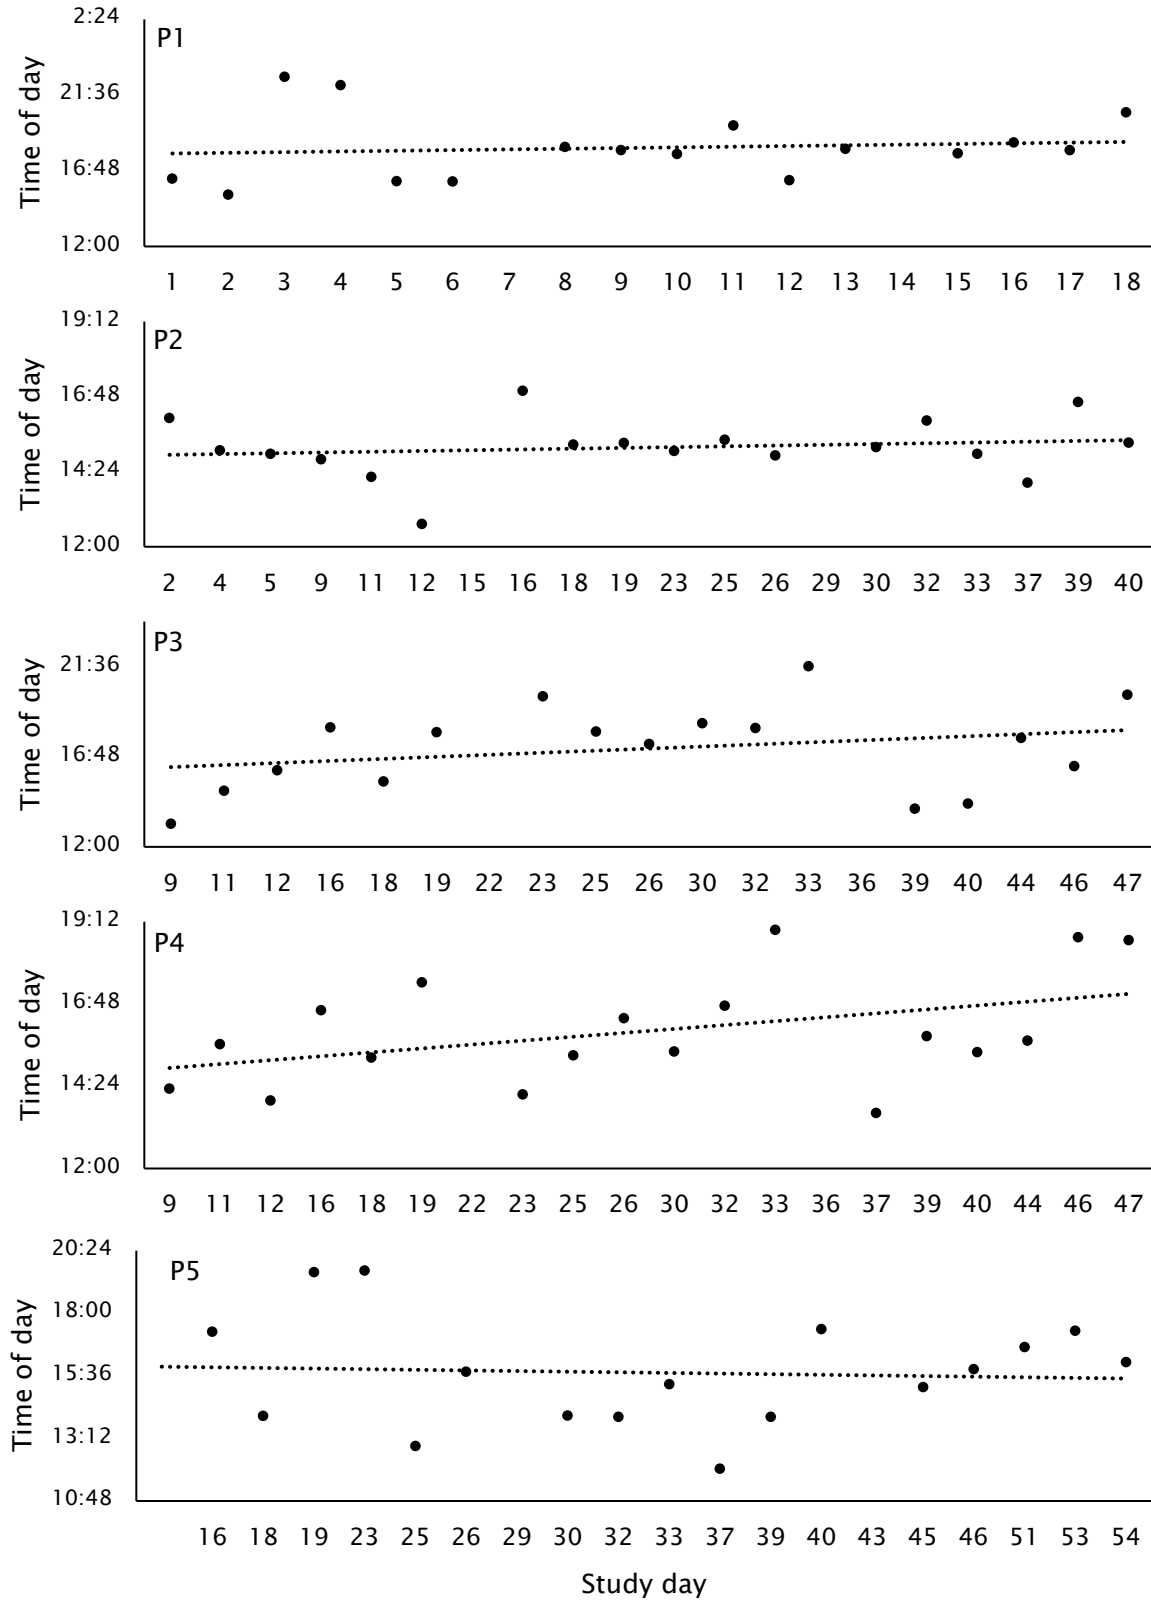 2:24
P1
21:36
16:48
12:00
Time of day
1 2 3 4 5 6 7 8 9 10 11 12 13 14 15 16 17 18
19:12
P2
16:48
14:24
12:00
Time of day
2 4 5 9 11 12 15 16 18 19 23 25 26 29 30 32 33 37 39 40
P3
21:36
16:48
12:00
Time of day
9 11 12 16 18 19 22 23 25 26 30 32 33 36 39 40 44 46 47
19:12
P4
16:48
14:24
12:00
Time of day
9 11 12 16 18 19 22 23 25 26 30 32 33 36 37 39 40 44 46 47
20:24
P5
18:00
15:36
13:12
10:48
Time of day
16 18 19 23 25 26 29 30 32 33 37 39 40 43 45 46 51 53 54
Study day